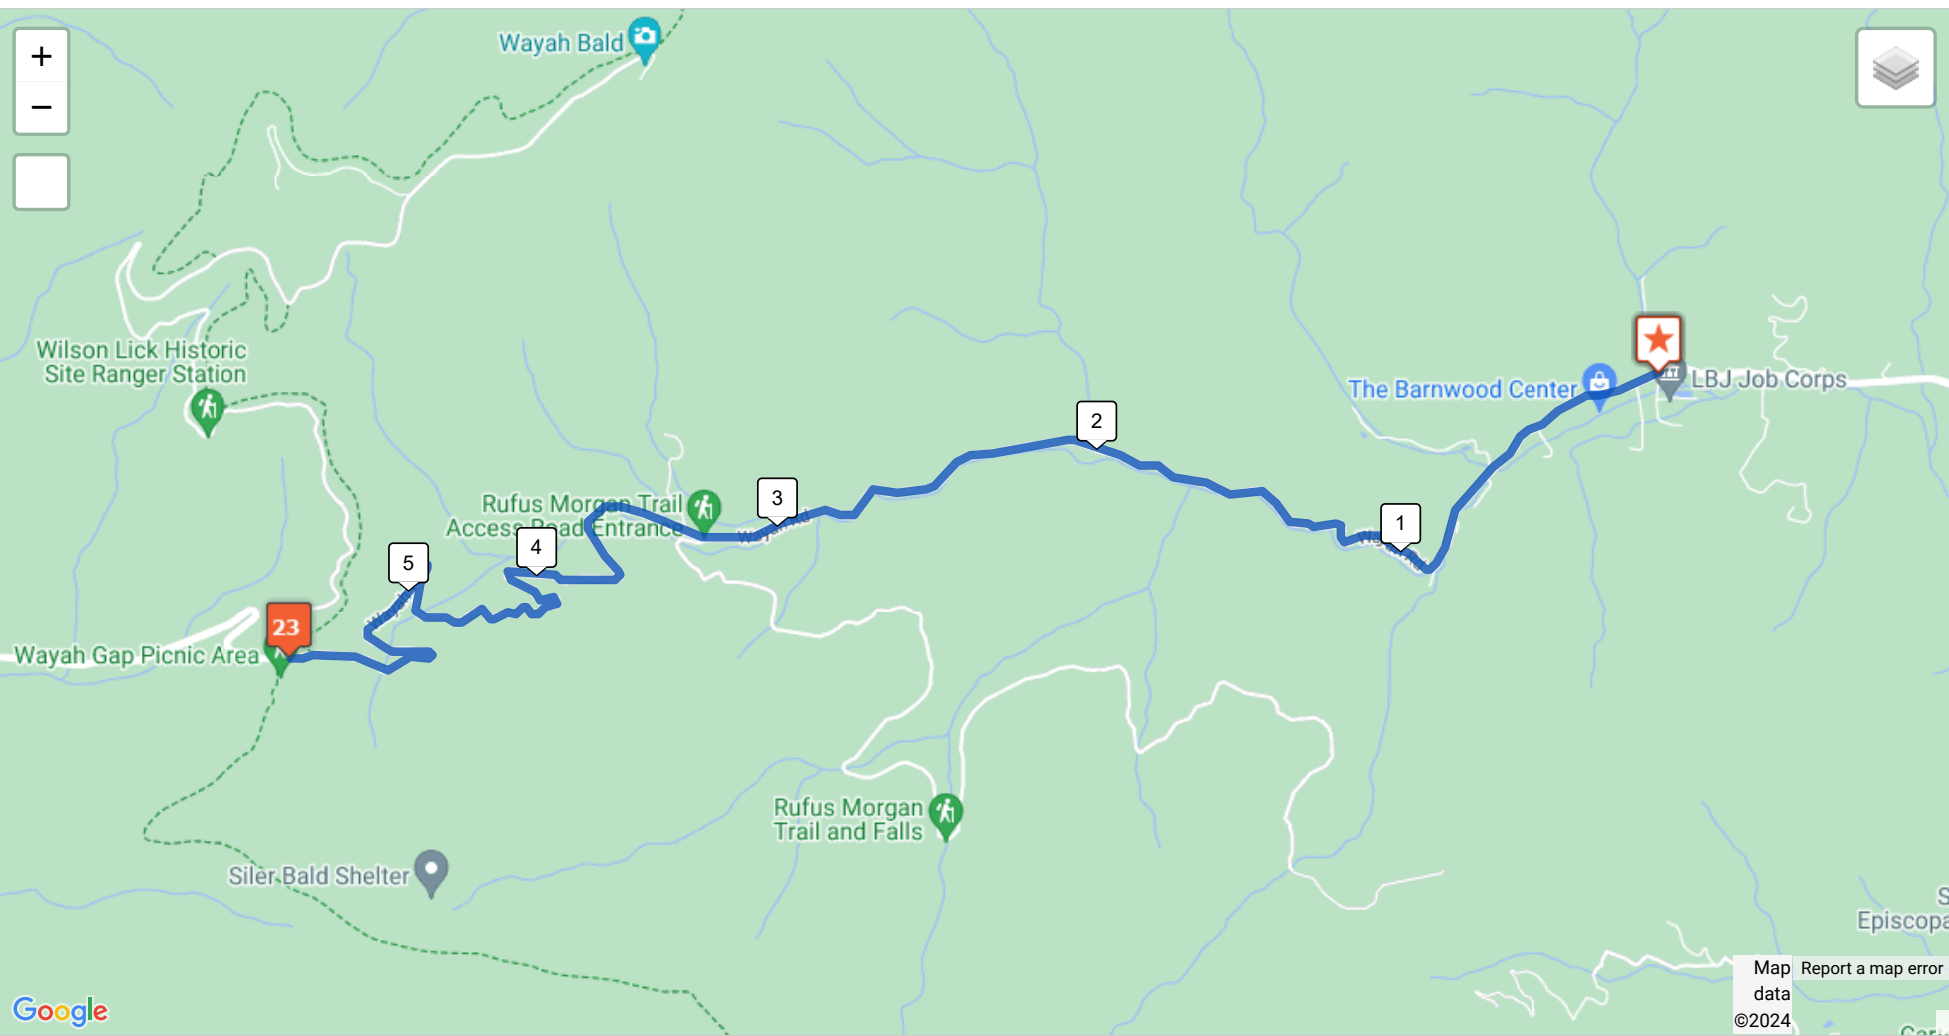 +
Wayah Bald
−
Wilson Lick Historic
Site Ranger Station
The Barnwood Center
LBJ Job Corps
2
3
Rufus Morgan Trail
Access Road Entrance
1
4
5
23
Wayah Gap Picnic Area
Rufus Morgan
Trail and Falls
Siler Bald Shelter
S
Episcopa
Map
data
©2024
Report a map error
Google